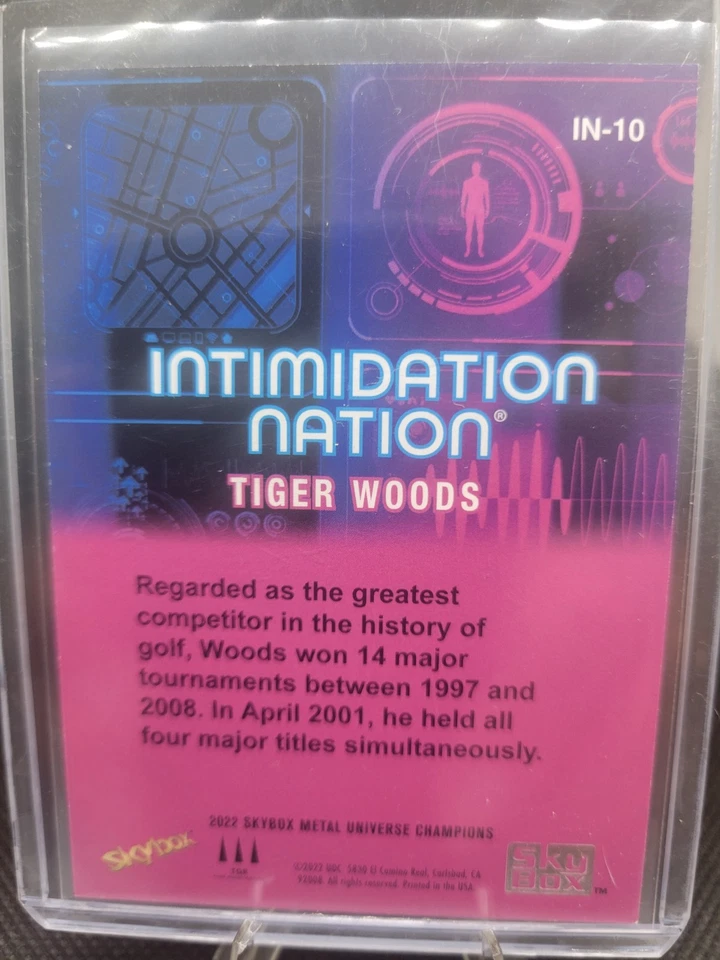 IN-10
INTIMIDATION
NATION®
TIGER WOODS
Regarded as the greatest
competitor in the history of
golf, Woods won 14 major
tournaments between 1997 and
2008. In April 2001, he held all
four major titles simultaneously.
2022 SKYBOX METAL UNIVERSE CHAMPIONS
skybox
TGR
©2022 UDC. 5830 El Camino Real, Carlsbad, CA
92008. All rights reserved. Printed in the USA.
SKY
BOX™